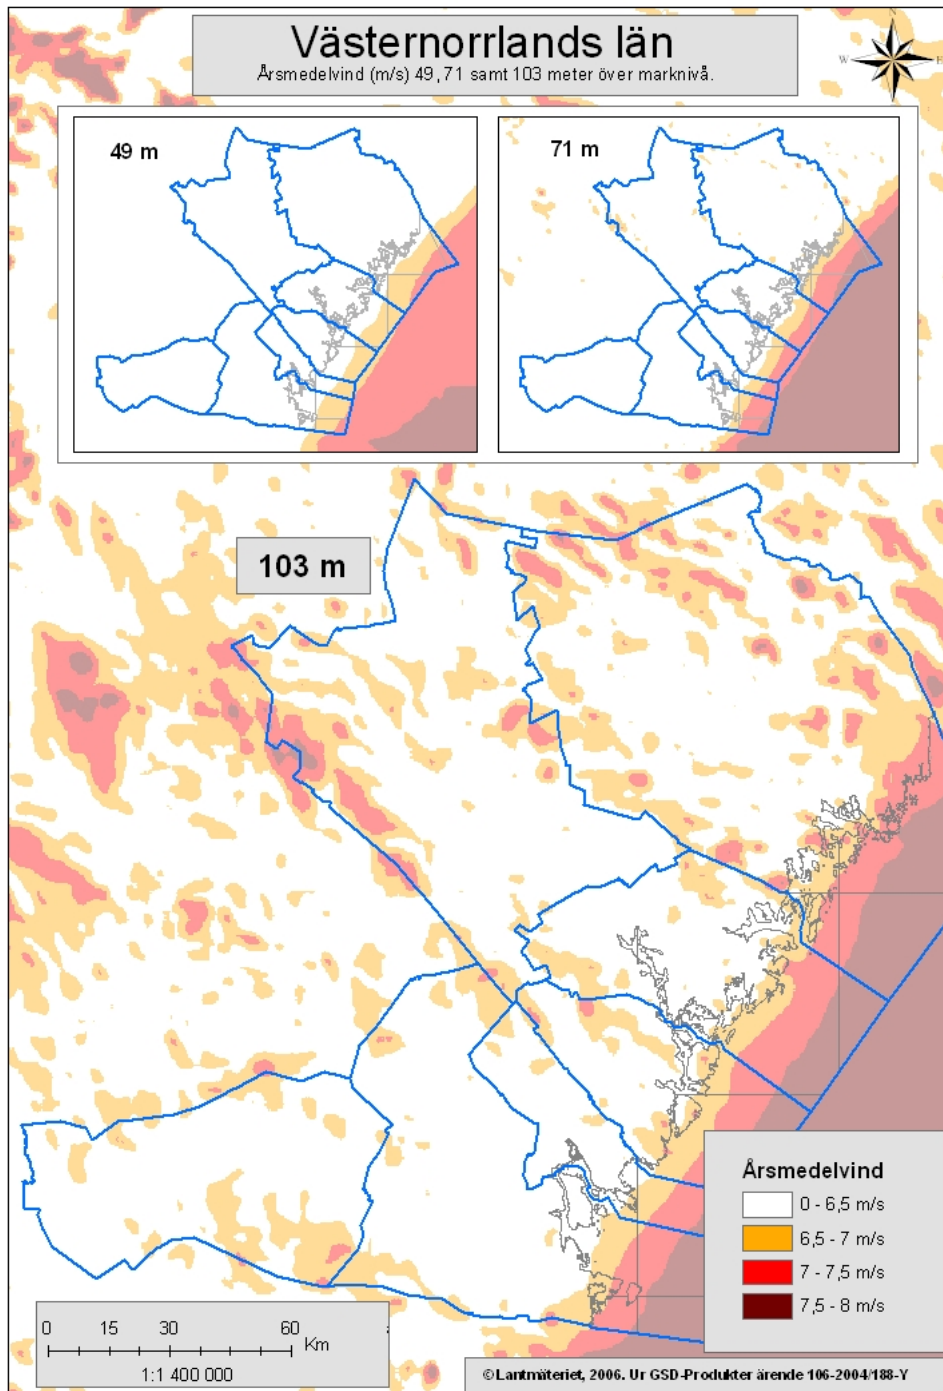 Västernorrlands län
Årsmedelvind (m/s) 49, 71 samt 103 meter över marknivå.
N
W
E
S
49 m
71 m
103 m
Årsmedelvind
0 - 6,5 m/s
6,5 - 7 m/s
7 - 7,5 m/s
7,5 - 8 m/s
0 15 30 60
Km
1:1 400 000
© Lantmäteriet, 2006. Ur GSD-Produkter ärende 106-2004/188-Y